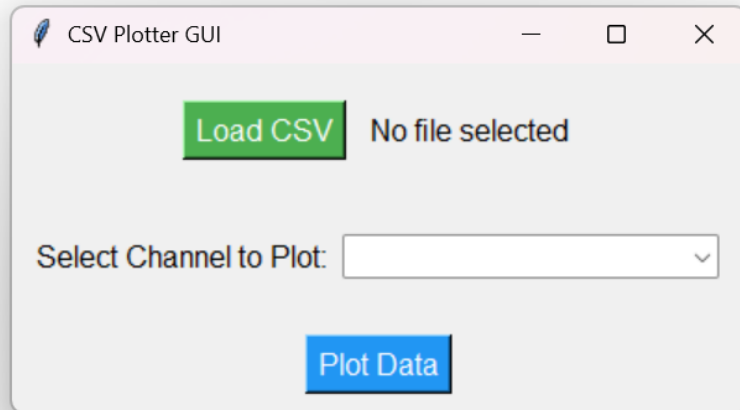 CSV Plotter GUI
Load CSV No file selected
Select Channel to Plot:
Plot Data